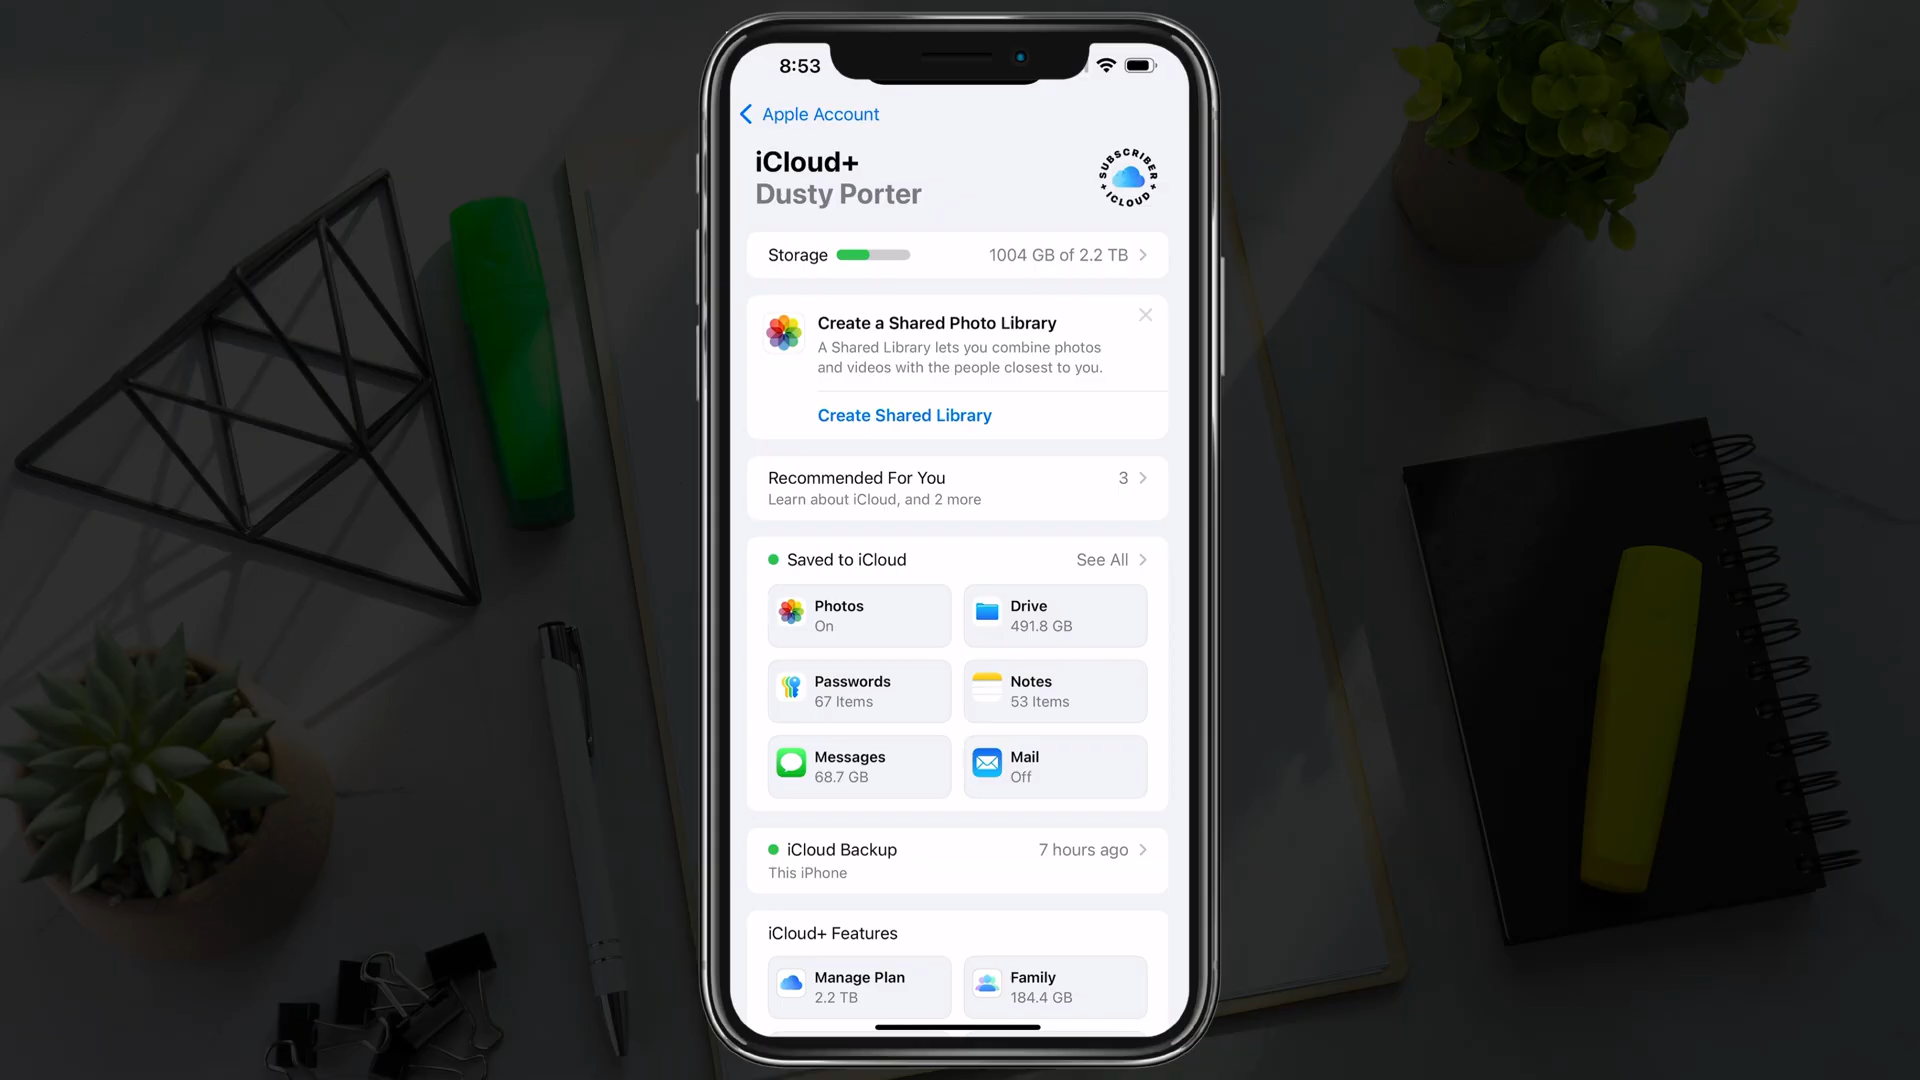 8:53
Apple Account
iCloud+
Dusty Porter
SUBSCRIBER
ICLOUD
Storage
1004 GB of 2.2 TB
Create a Shared Photo Library
A Shared Library lets you combine photos
and videos with the people closest to you.
Create Shared Library
Recommended For You
3
Learn about iCloud, and 2 more
Saved to iCloud
See All
Photos
On
Drive
491.8 GB
Passwords
67 Items
Notes
53 Items
Messages
68.7 GB
Mail
Off
iCloud Backup
7 hours ago
This iPhone
iCloud+ Features
Manage Plan
2.2 TB
Family
184.4 GB